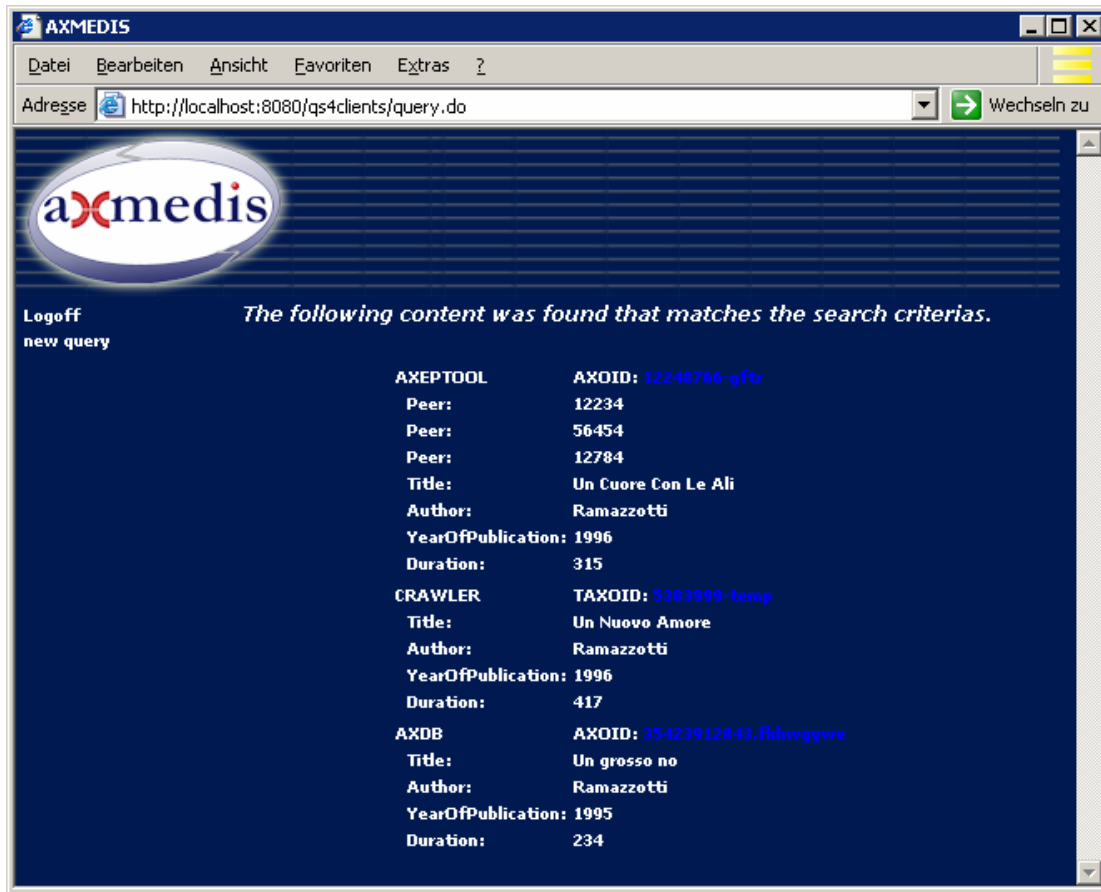 AXMEDIS
Datei Bearbeiten Ansicht Favoriten Extras ?
Adresse http://localhost:8080/qs4clients/query.do Wechseln zu
axmedis
Logoff
new query
The following content was found that matches the search criterias.
AXEPTOOL AXOID: 12248766-gftr
Peer: 12234
Peer: 56454
Peer: 12784
Title: Un Cuore Con Le Ali
Author: Ramazzotti
YearOfPublication: 1996
Duration: 315
CRAWLER TAXOID: 5383999-temp
Title: Un Nuovo Amore
Author: Ramazzotti
YearOfPublication: 1996
Duration: 417
AXDB AXOID:
Title: Un grosso no
Author: Ramazzotti
YearOfPublication: 1995
Duration: 234